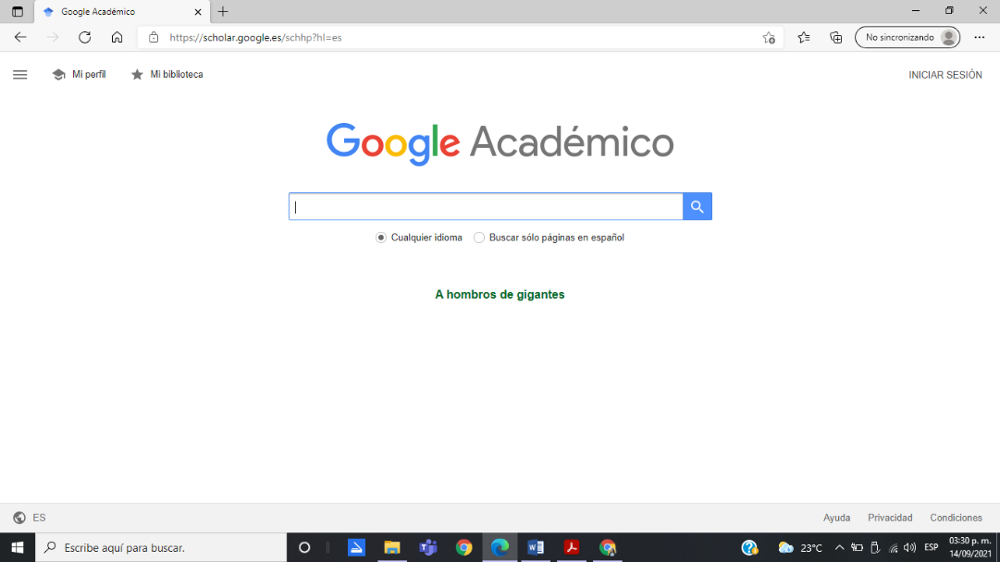 Google Académico
https://scholar.google.es/schhp?hl=es
No sincronizando
Mi perfil
Mi biblioteca
INICIAR SESIÓN
Google Académico
Cualquier idioma
Buscar sólo páginas en español
A hombros de gigantes
ES
Ayuda
Privacidad
Condiciones
Escribe aquí para buscar.
23°C
ESP
03:30 p. m.
14/09/2021